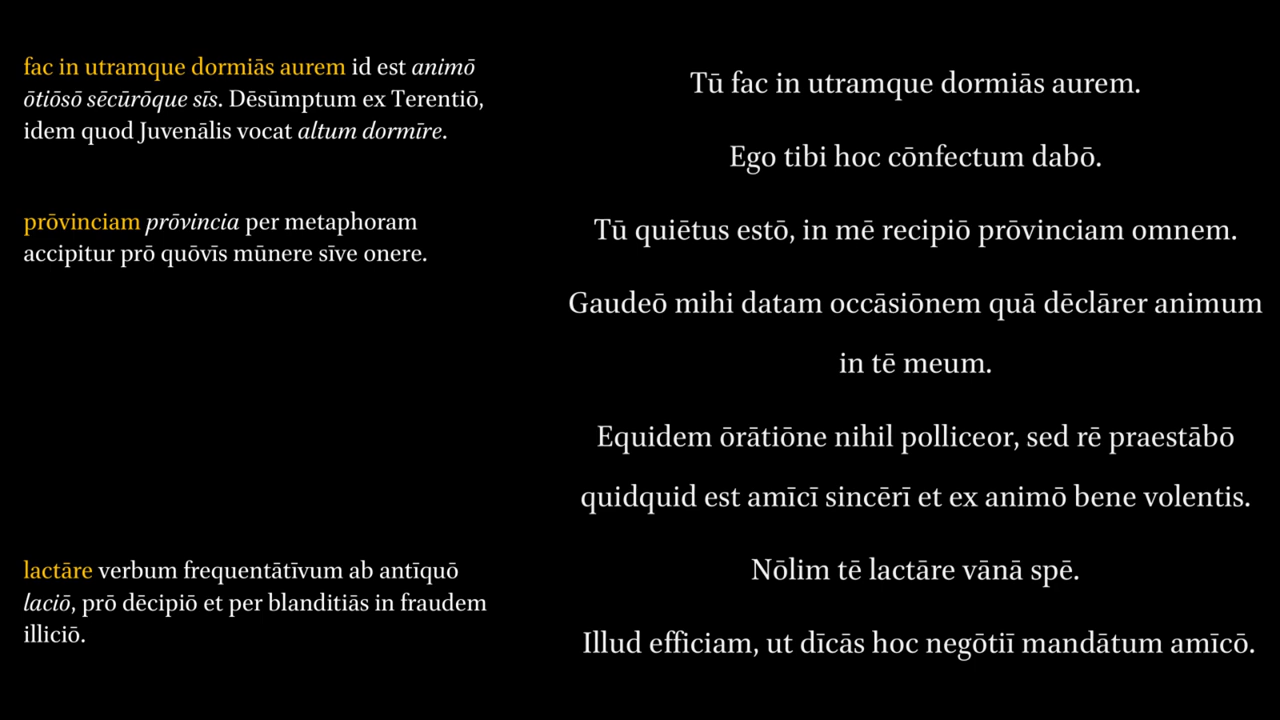 fac in utramque dormiās aurem id est animō
ōtiōsō sēcūrōque sīs. Dēsūmptum ex Terentiō,
idem quod Juvenālis vocat altum dormīre.
prōvinciam prōvincia per metaphoram
accipitur prō quōvīs mūnere sīve onere.
lactāre verbum frequentātīvum ab antīquō
laciō, prō dēcipiō et per blanditiās in fraudem
illiciō.
Tū fac in utramque dormiās aurem.
Ego tibi hoc cōnfectum dabō.
Tū quiētus estō, in mē recipiō prōvinciam omnem.
Gaudeō mihi datam occāsiōnem quā dēclārer animum
in tē meum.
Equidem ōrātiōne nihil polliceor, sed rē praestābō
quidquid est amīcī sincērī et ex animō bene volentis.
Nōlim tē lactāre vānā spē.
Illud efficiam, ut dīcās hoc negōtiī mandātum amīcō.